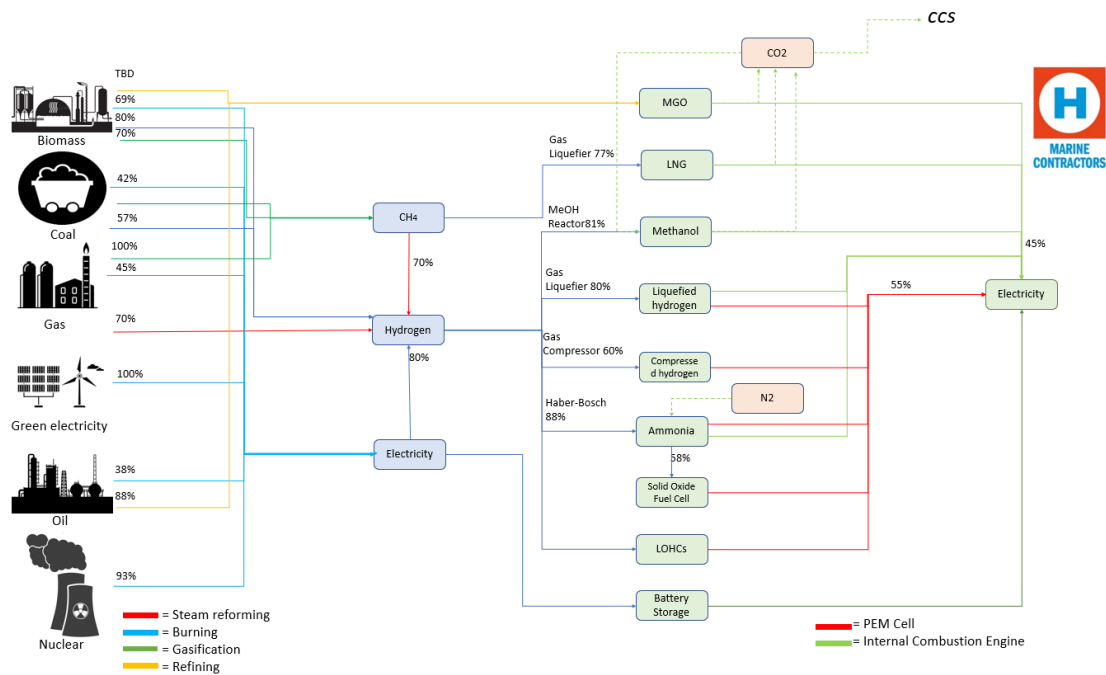 CCS
CO2
TBD
69%
80%
70%
Biomass
MGO
H
MARINE
CONTRACTORS
Gas
Liquefier 77%
LNG
42%
57%
Coal
CH4
MeOH
Reactor81%
Methanol
100%
45%
Gas
70%
45%
70%
Gas
Liquefier 80%
Liquefied
hydrogen
55%
Electricity
Hydrogen
80%
Gas
Compressor 60%
Compresse
d hydrogen
100%
Green electricity
N2
Haber-Bosch
88%
Ammonia
Electricity
58%
38%
88%
Oil
Solid Oxide
Fuel Cell
LOHCs
93%
Nuclear
Battery
Storage
= Steam reforming
= Burning
= Gasification
= Refining
= PEM Cell
= Internal Combustion Engine